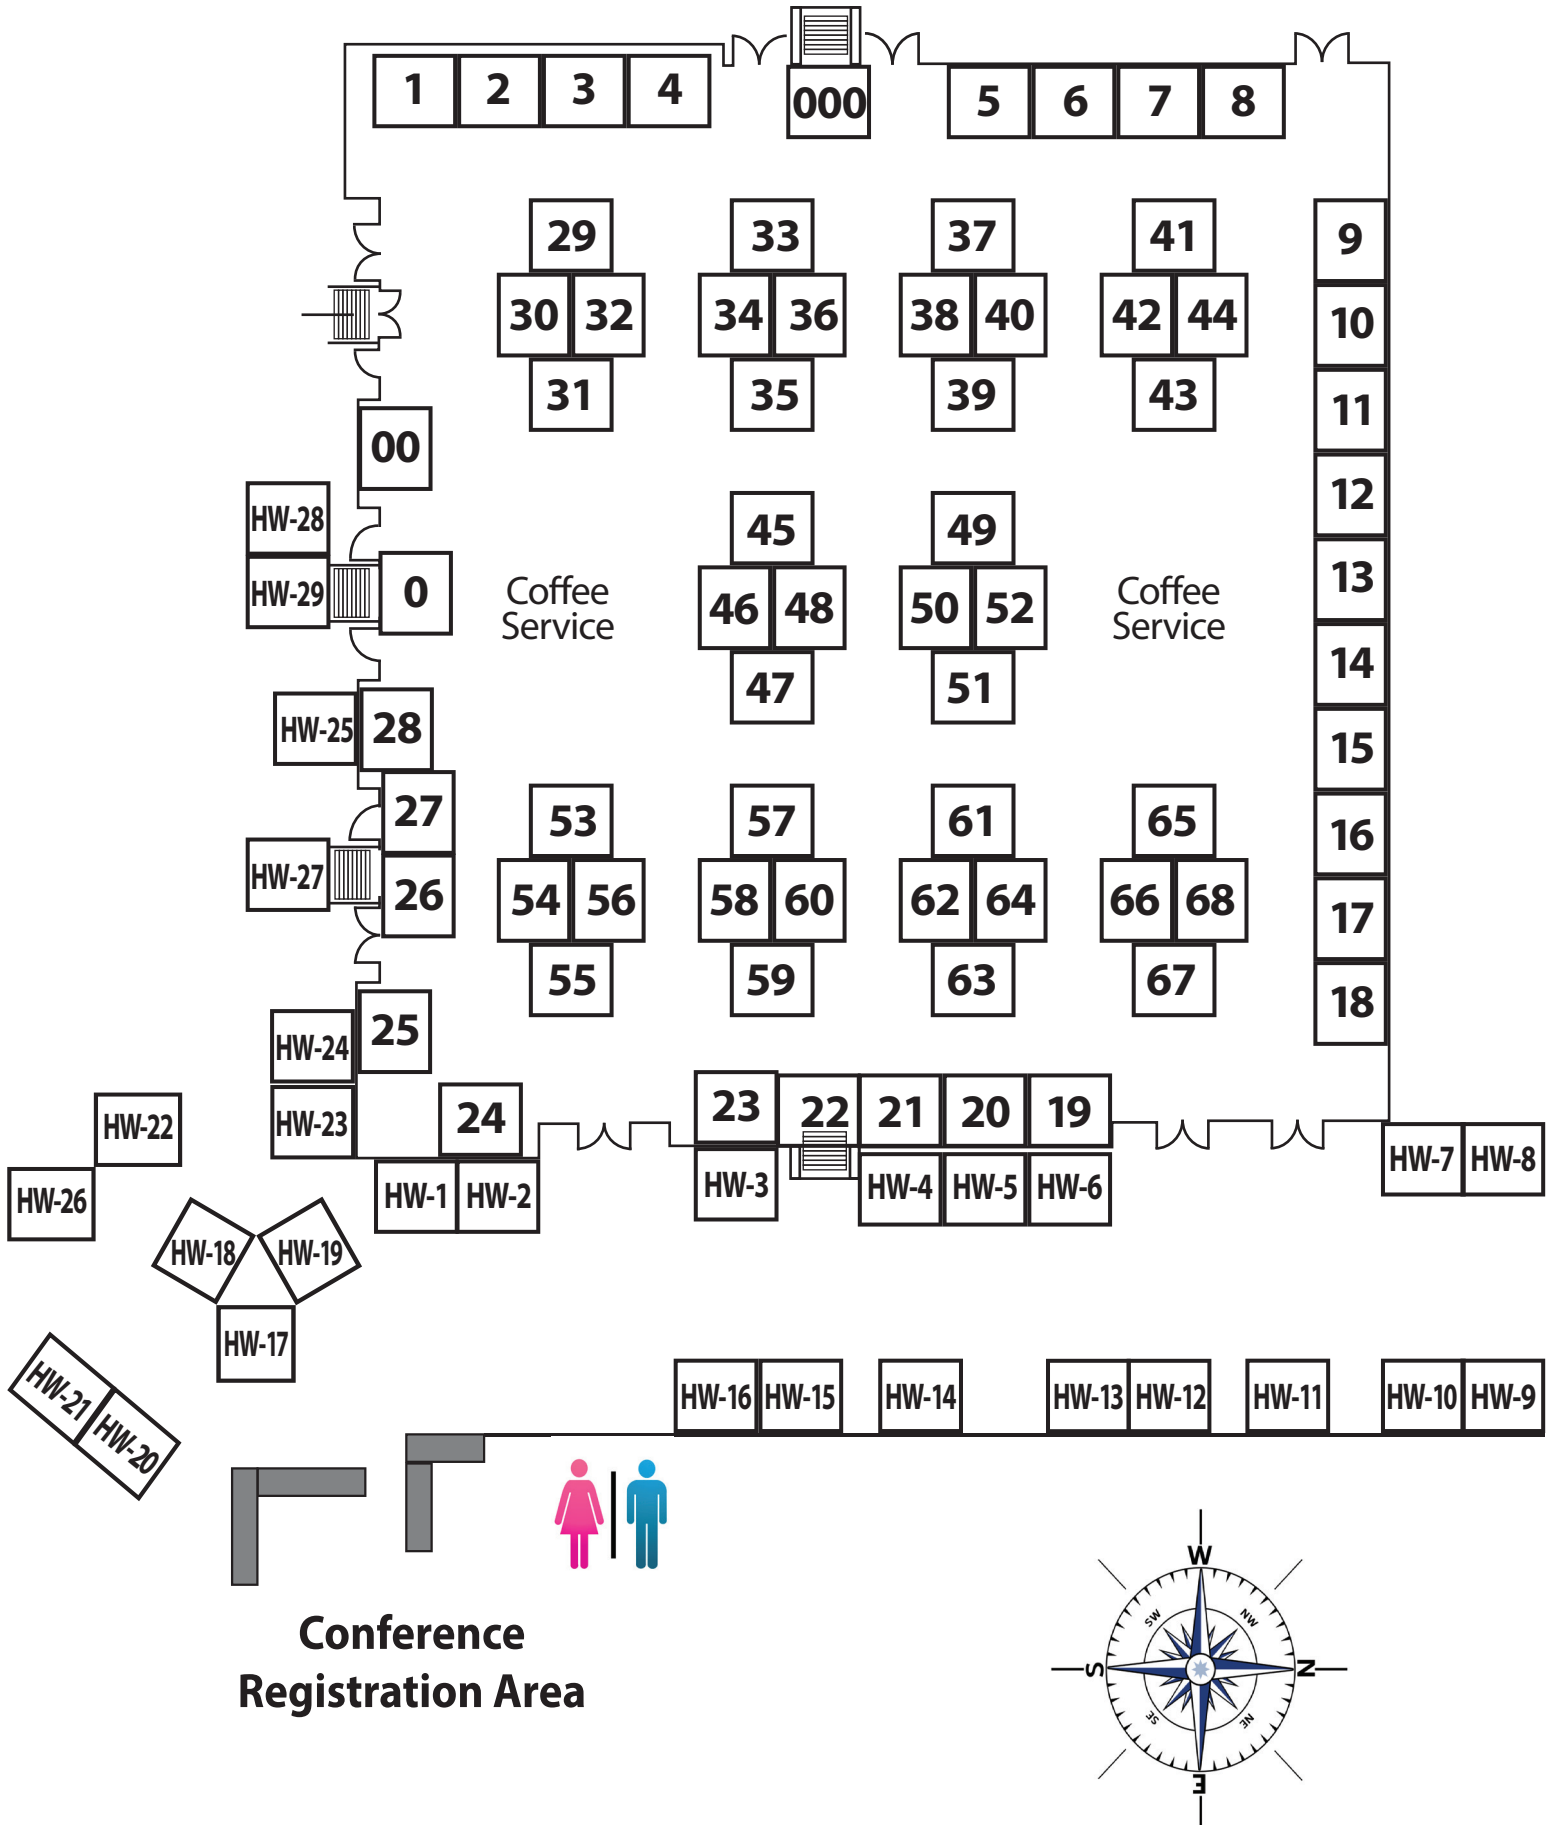 1 2 3 4 000 5 6 7 8
29 33 37 41 9
30 32 34 36 38 40 42 44 10
31 35 39 43 11
00
12
HW-28 45 49
13
HW-29 0 Coffee Service 46 48 50 52 Coffee Service
14
47 51
HW-25 28 15
27 53 57 61 65 16
HW-27 26 54 56 58 60 62 64 66 68 17
55 59 63 67 18
HW-24 25
HW-22 HW-23 24 23 22 21 20 19
HW-26 HW-1 HW-2 HW-3 HW-4 HW-5 HW-6 HW-7 HW-8
HW-18 HW-19
HW-17
HW-21 HW-16 HW-15 HW-14 HW-13 HW-12 HW-11 HW-10 HW-9
HW-20
Conference
Registration Area
W
SW NW
S N
SE NE
E